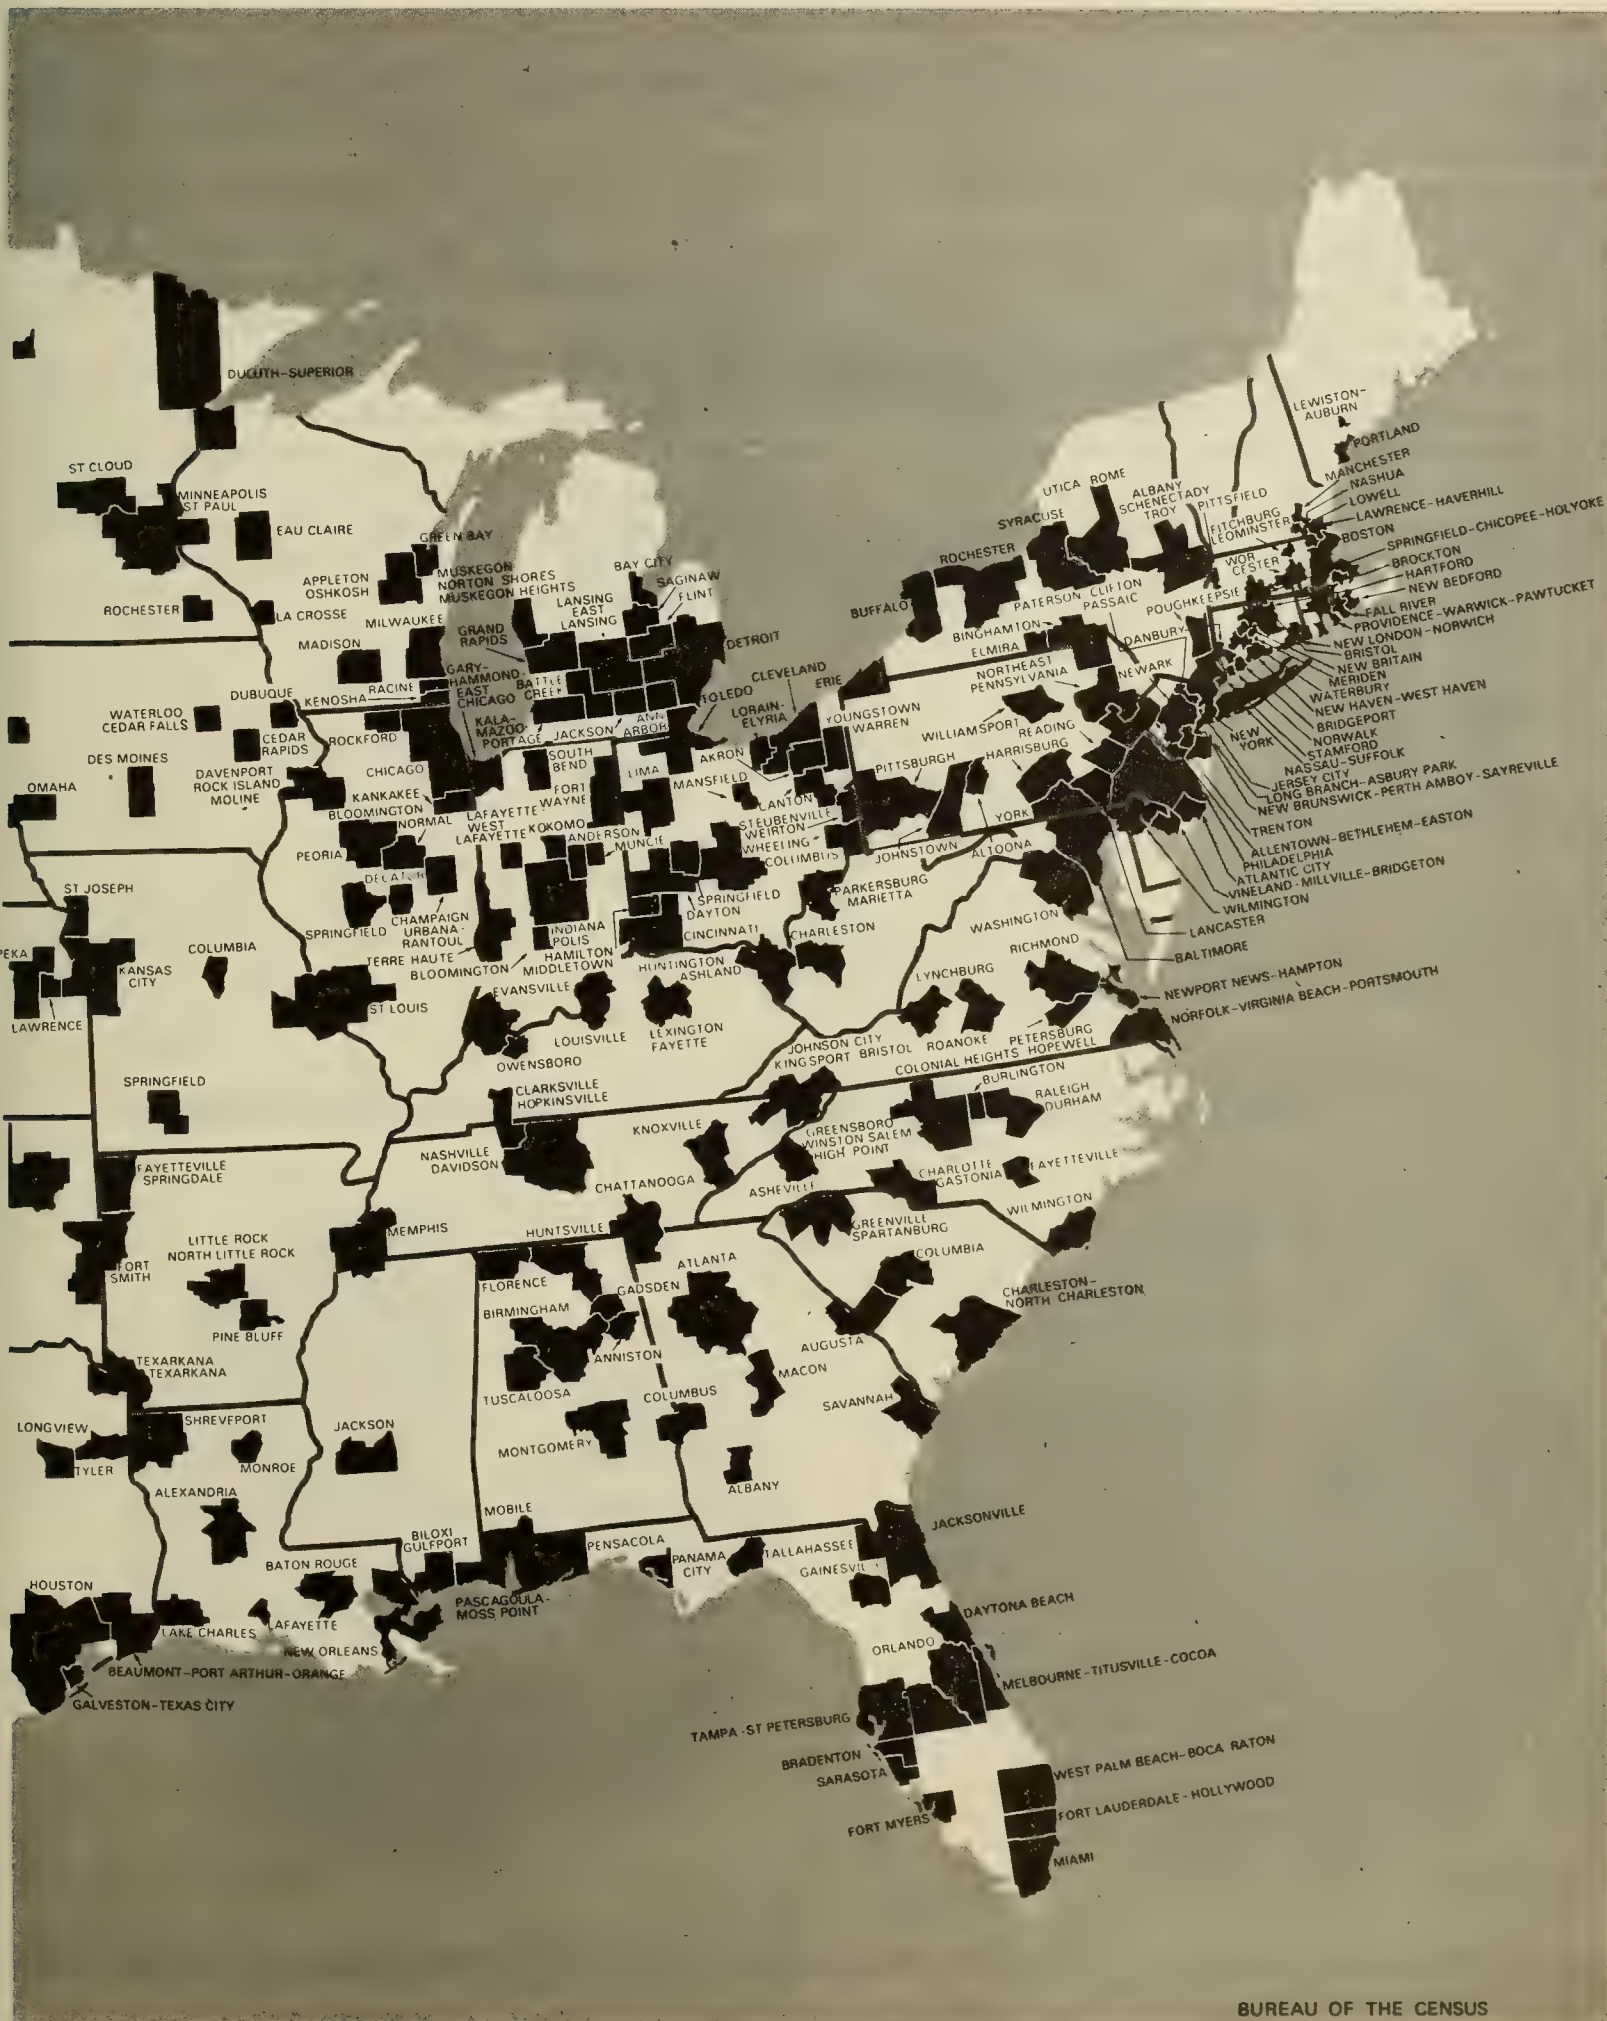 DULUTH-SUPERIOR
LEWISTON-
AUBURN
PORTLAND
ST CLOUD
MINNEAPOLIS
ST PAUL
EAU CLAIRE
GREEN BAY
APPLETON
OSHKOSH
MUSKEGON
NORTON SHORES
MUSKEGON HEIGHTS
BAY CITY
SAGINAW
FLINT
LANSING
EAST
LANSING
ROCHESTER
LA CROSSE
MILWAUKEE
MADISON
GRAND
RAPIDS
DETROIT
UTICA ROME
SYRACUSE
ROCHESTER
BUFFALO
ALBANY
SCHENECTADY
TROY
PITTSFIELD
FITCHBURG
LEOMINSTER
WOR
CESTER
MANCHESTER
NASHUA
LOWELL
LAWRENCE-HAVERHILL
BOSTON
SPRINGFIELD-CHICOPEE-HOLYOKE
BROCKTON
HARTFORD
NEW BEDFORD
FALL RIVER
PROVIDENCE-WARWICK-PAWTUCKET
NEW LONDON-NORWICH
BRISTOL
NEW BRITAIN
MERIDEN
WATERBURY
NEW HAVEN-WEST HAVEN
BRIDGEPORT
NORWALK
STAMFORD
NASSAU-SUFFOLK
JERSEY CITY
LONG BRANCH-ASBURY PARK
NEW BRUNSWICK-PERTH AMBOY-SAYREVILLE
TRENTON
ALLENTOWN-BETHLEHEM-EASTON
PHILADELPHIA
ATLANTIC CITY
VINELAND-MILLVILLE-BRIDGETON
WILMINGTON
LANCASTER
BALTIMORE
NEWPORT NEWS-HAMPTON
NORFOLK-VIRGINIA BEACH-PORTSMOUTH
PATERSON CLIFTON
PASSAIC
POUGHKEEPSIE
BINGHAMTON
ELMIRA
DANBURY
NORTHEAST
PENNSYLVANIA
NEWARK
NEW
YORK
WILLIAMSPORT
READING
HARRISBURG
PITTSBURGH
YORK
JOHNSTOWN
ALTOONA
ERIE
CLEVELAND
LORAIN-
ELYRIA
YOUNGSTOWN
WARREN
TOLEDO
AKRON
MANSFIELD
CANTON
STEUBENVILLE
WEIRTON
WHEELING
COLUMBUS
GARY-
HAMMOND-
EAST
CHICAGO
BATTLE
CREEK
KALA-
MAZOO-
PORTAGE
JACKSON
ANN
ARBOR
DUBUQUE
KENOSHA
RACINE
WATERLOO
CEDAR FALLS
CEDAR
RAPIDS
ROCKFORD
DES MOINES
DAVENPORT
ROCK ISLAND
MOLINE
OMAHA
CHICAGO
KANKAKEE
BLOOMINGTON
NORMAL
SOUTH
BEND
FORT
WAYNE
LIMA
LAFAYETTE
WEST
LAFAYETTE
KOKOMO
ANDERSON
MUNCIE
PEORIA
DECATUR
ST JOSEPH
SPRINGFIELD
CHAMPAIGN
URBANA-
RANTOUL
TERRE HAUTE
BLOOMINGTON
INDIANA
POLIS
HAMILTON
MIDDLETOWN
SPRINGFIELD
DAYTON
CINCINNATI
PARKERSBURG
MARIETTA
CHARLESTON
HUNTINGTON
ASHLAND
WASHINGTON
RICHMOND
LYNCHBURG
ROANOKE
PETERSBURG
COLONIAL HEIGHTS HOPEWELL
JOHNSON CITY
KINGSPORT BRISTOL
PEKA
KANSAS
CITY
LAWRENCE
COLUMBIA
ST LOUIS
EVANSVILLE
LOUISVILLE
OWENSBORO
LEXINGTON
FAYETTE
SPRINGFIELD
CLARKSVILLE
HOPKINSVILLE
NASHVILLE
DAVIDSON
KNOXVILLE
BURLINGTON
RALEIGH
DURHAM
GREENSBORO
WINSTON SALEM
HIGH POINT
CHARLOTTE
GASTONIA
FAYETTEVILLE
ASHEVILLE
WILMINGTON
FAYETTEVILLE
SPRINGDALE
CHATTANOOGA
MEMPHIS
HUNTSVILLE
LITTLE ROCK
NORTH LITTLE ROCK
FORT
SMITH
PINE BLUFF
FLORENCE
GADSDEN
BIRMINGHAM
ANNISTON
TUSCALOOSA
ATLANTA
GREENVILLE
SPARTANBURG
COLUMBIA
CHARLESTON-
NORTH CHARLESTON
AUGUSTA
MACON
SAVANNAH
TEXARKANA
TEXARKANA
LONGVIEW
TYLER
SHREVEPORT
MONROE
JACKSON
COLUMBUS
MONTGOMERY
ALBANY
ALEXANDRIA
MOBILE
BILOXI
GULFPORT
PENSACOLA
PANAMA
CITY
TALLAHASSEE
JACKSONVILLE
BATON ROUGE
HOUSTON
LAKE CHARLES
LAFAYETTE
NEW ORLEANS
PASCAGOULA-
MOSS POINT
BEAUMONT-PORT ARTHUR-ORANGE
GALVESTON-TEXAS CITY
DAYTONA BEACH
ORLANDO
MELBOURNE-TITUSVILLE-COCOA
TAMPA-ST PETERSBURG
BRADENTON
SARASOTA
WEST PALM BEACH-BOCA RATON
FORT LAUDERDALE-HOLLYWOOD
FORT MYERS
MIAMI
BUREAU OF THE CENSUS